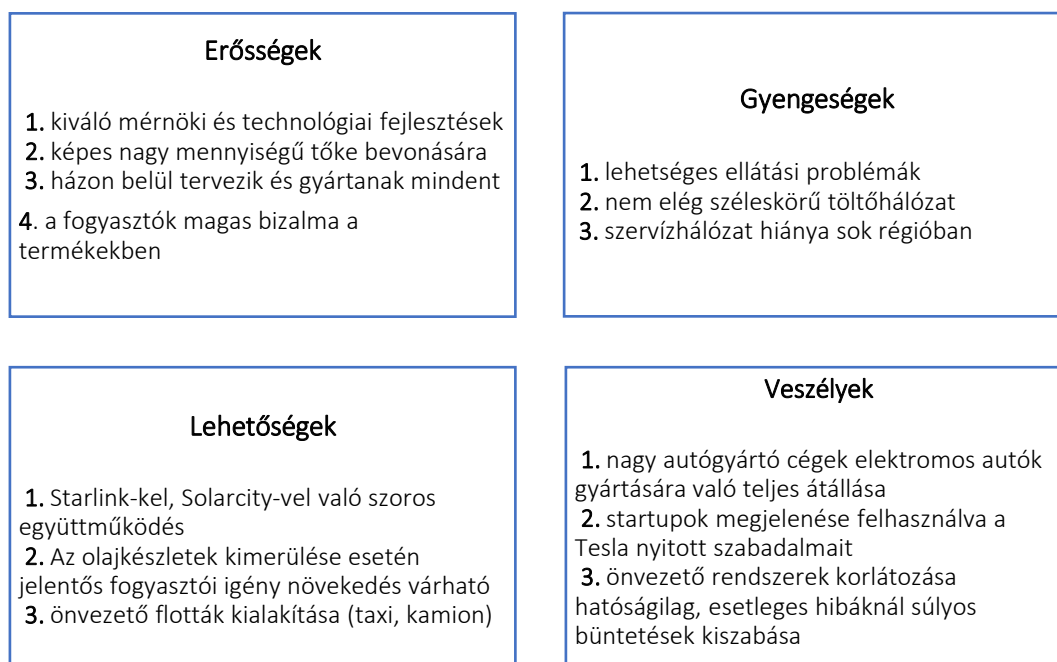 Erősségek
1. kiváló mérnöki és technológiai fejlesztések
2. képes nagy mennyiségű tőke bevonására
3. házon belül tervezik és gyártanak mindent
4. a fogyasztók magas bizalma a
termékekben
Gyengeségek
1. lehetséges ellátási problémák
2. nem elég széleskörű töltőhálózat
3. szervízhálózat hiánya sok régióban
Lehetőségek
1. Starlink-kel, Solarcity-vel való szoros
együttműködés
2. Az olajkészletek kimerülése esetén
jelentős fogyasztói igény növekedés várható
3. önvezető flották kialakítása (taxi, kamion)
Veszélyek
1. nagy autógyártó cégek elektromos autók
gyártására való teljes átállása
2. startupok megjelenése felhasználva a
Tesla nyitott szabadalmait
3. önvezető rendszerek korlátozása
hatóságilag, esetleges hibáknál súlyos
büntetések kiszabása